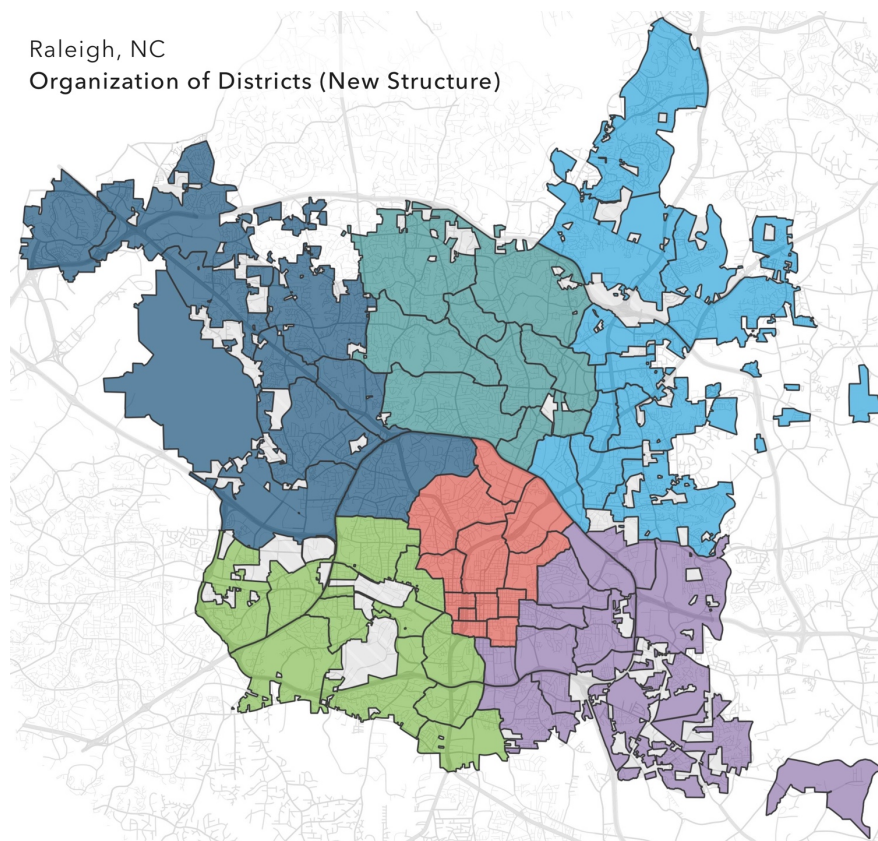 Raleigh, NC
Organization of Districts (New Structure)